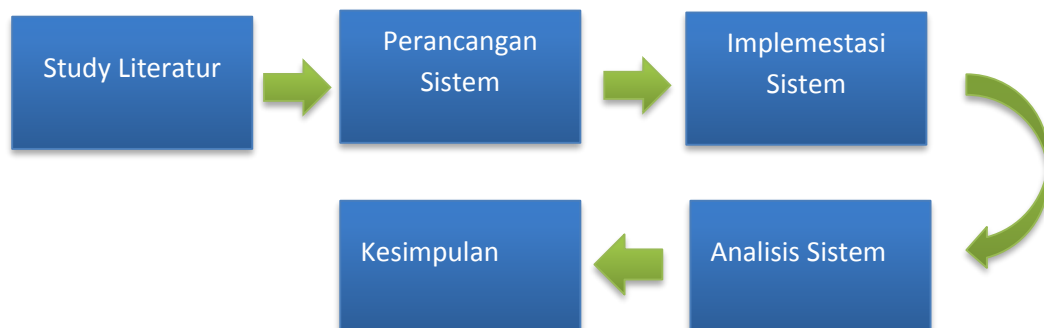 Study Literatur
Perancangan
Sistem
Implemestasi
Sistem
Analisis Sistem
Kesimpulan